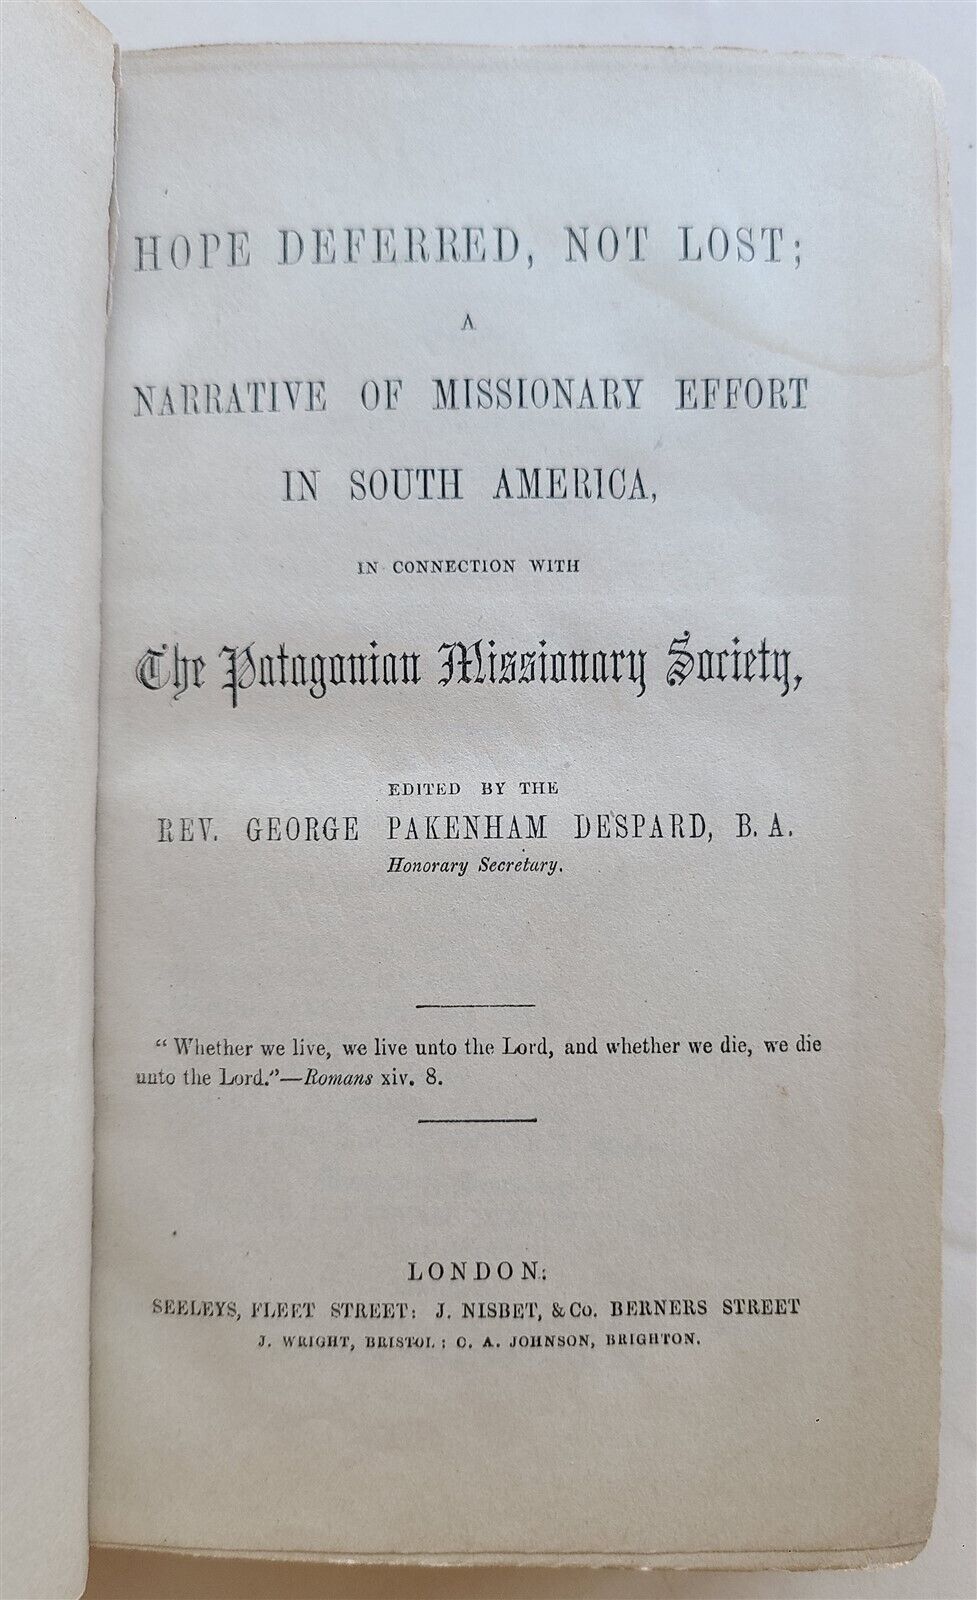 HOPE DEFERRED, NOT LOST;
A
NARRATIVE OF MISSIONARY EFFORT
IN SOUTH AMERICA,
IN CONNECTION WITH
The Patagonian Missionary Society,
EDITED BY THE
REV. GEORGE PAKENHAM DESPARD, B. A.
Honorary Secretary.
“ Whether we live, we live unto the Lord, and whether we die, we die
unto the Lord.”—Romans xiv. 8.
LONDON:
SEELEYS, FLEET STREET: J. NISBET, & Co. BERNERS STREET
J. WRIGHT, BRISTOL: C. A. JOHNSON, BRIGHTON.